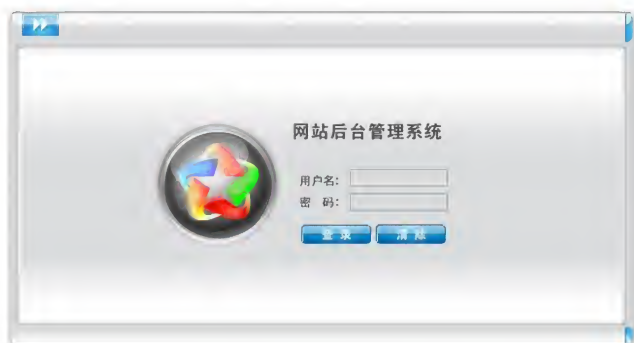 网站后台管理系统
用户名：
密 码：
登 录 清 除